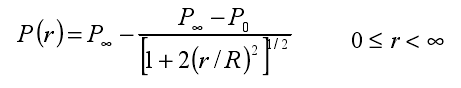 P(r) = P∞ − (P∞ − P₀) / [1 + 2(r/R)²]^{1/2}    0 ≤ r < ∞